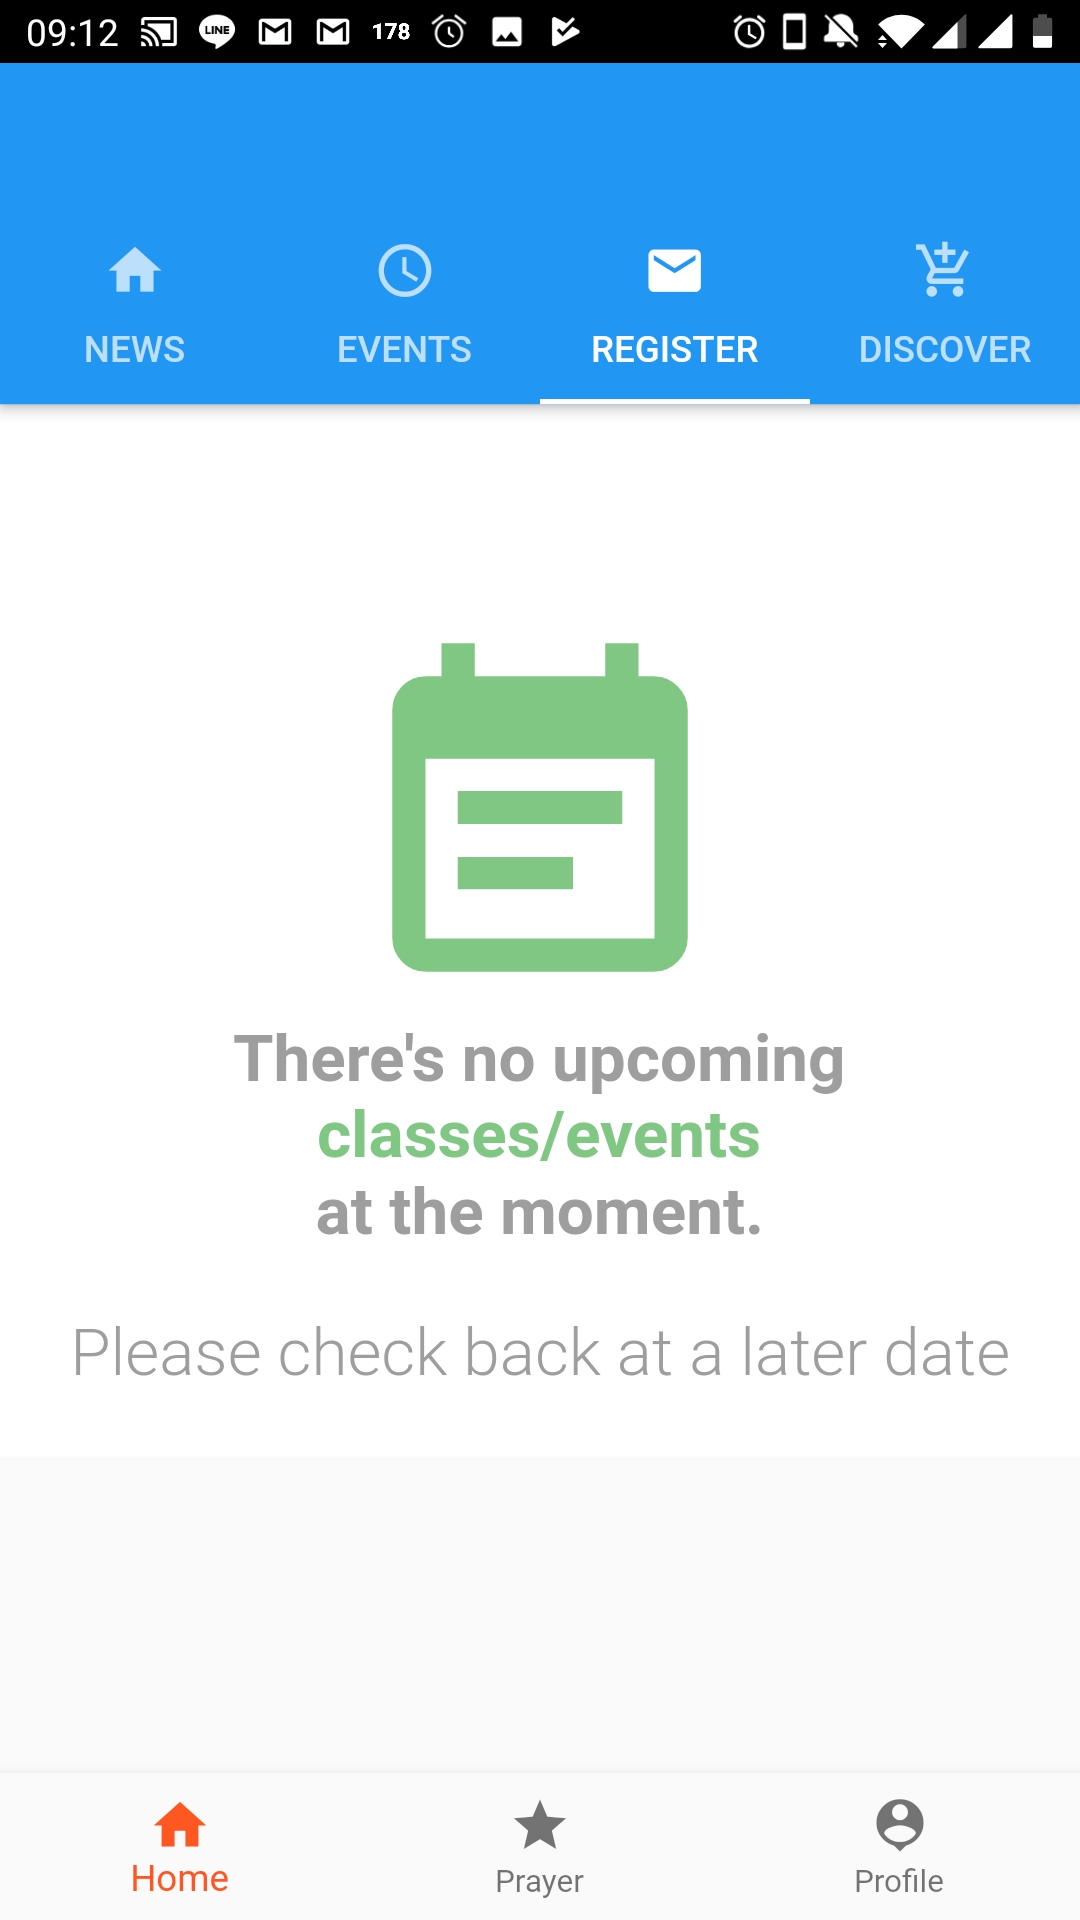 09:12 LINE 178
NEWS EVENTS REGISTER DISCOVER
There's no upcoming
classes/events
at the moment.
Please check back at a later date
Home Prayer Profile